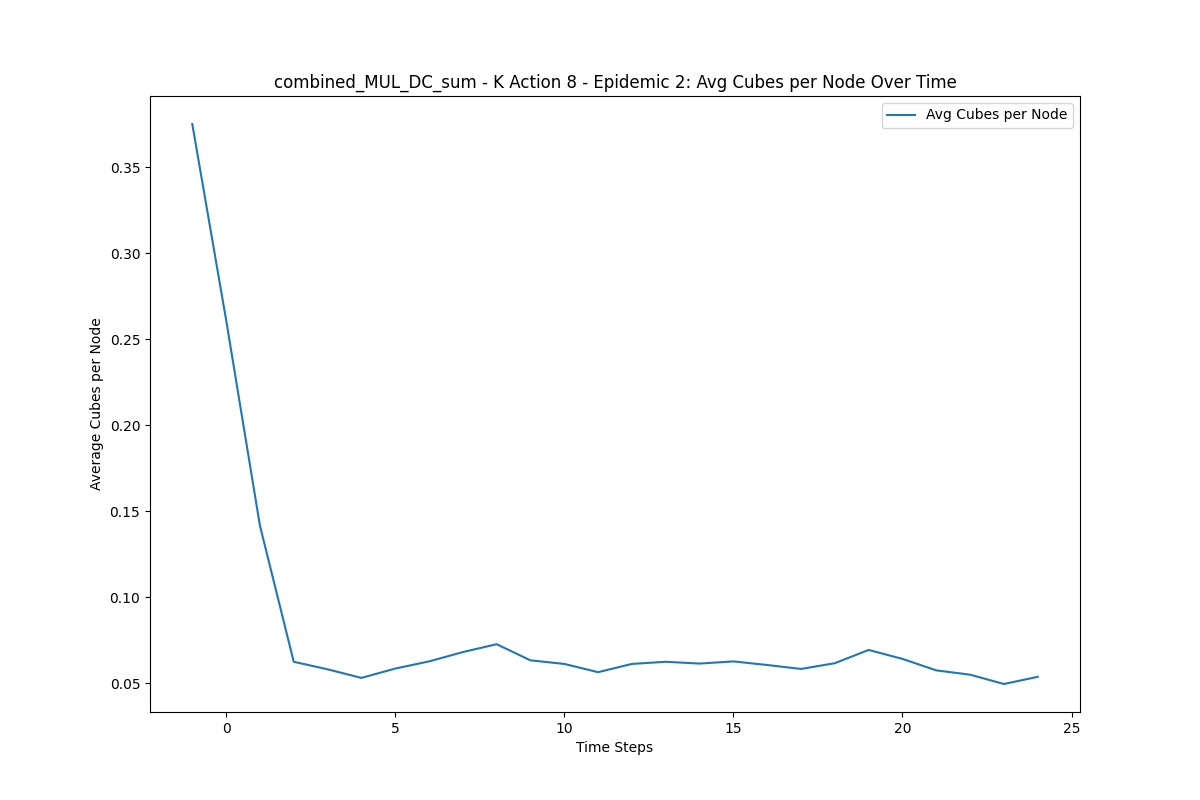 combined_MUL_DC_sum - K Action 8 - Epidemic 2: Avg Cubes per Node Over Time
Avg Cubes per Node
Average Cubes per Node
0.35
0.30
0.25
0.20
0.15
0.10
0.05
0 5 10 15 20 25
Time Steps